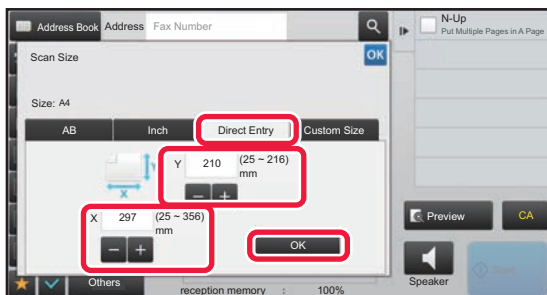 Address Book Address Fax Number
N-Up
Put Multiple Pages in A Page
Scan Size
OK
Size: A4
AB Inch Direct Entry Custom Size
Y 210 (25 ~ 216)
mm
Y
X
− +
X 297 (25 ~ 356)
mm
− +
OK
Preview CA
Others
reception memory : 100%
Speaker
Start